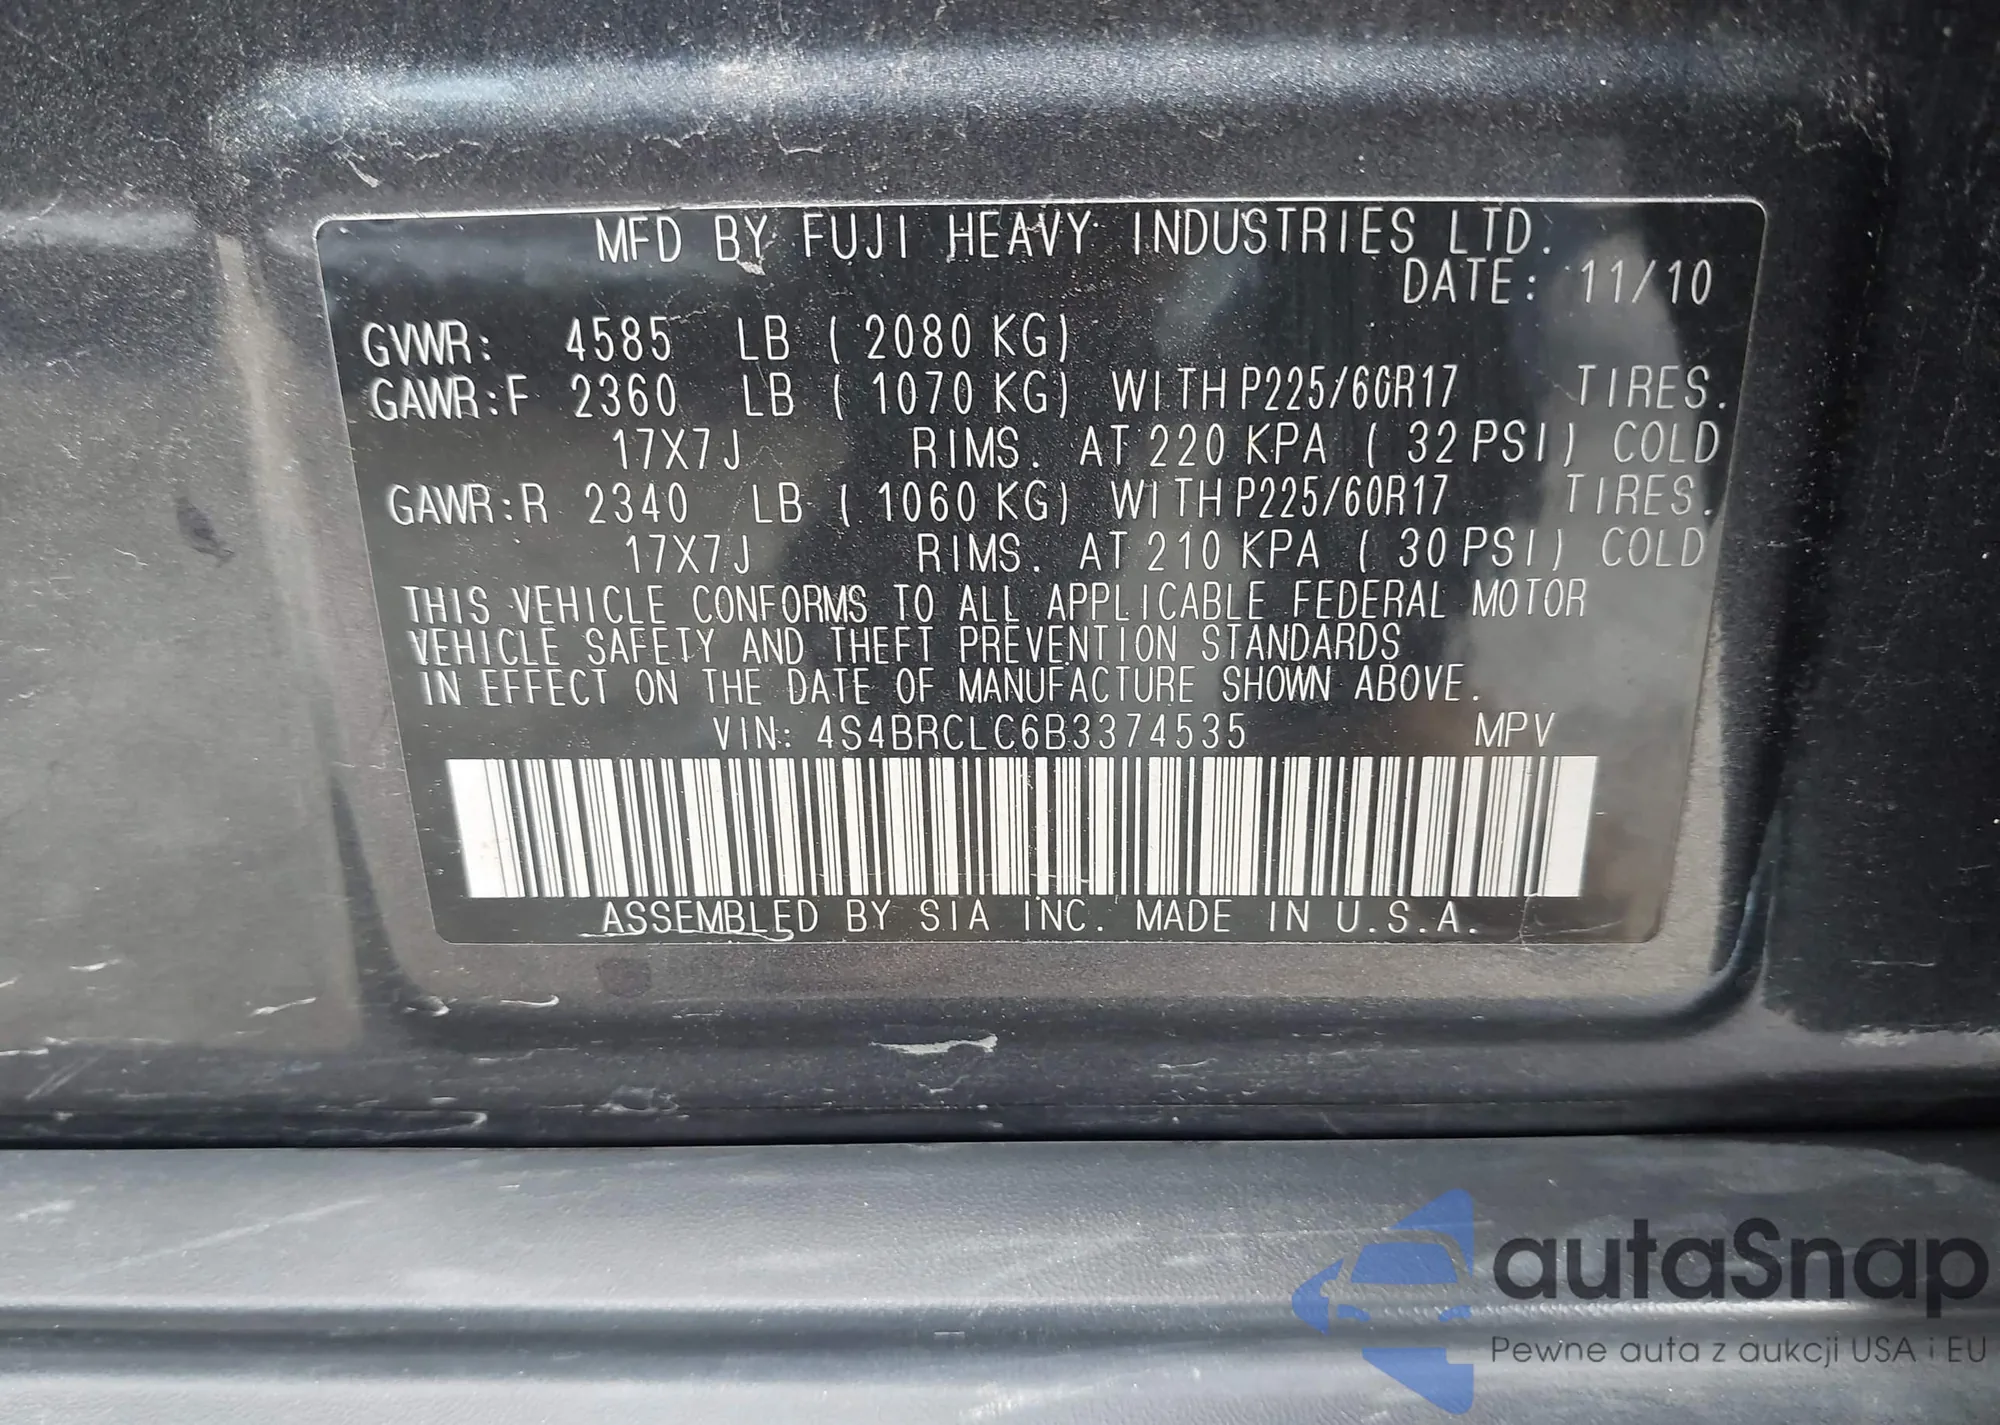 MFD BY FUJI HEAVY INDUSTRIES LTD.
DATE: 11/10
GVWR: 4585 LB ( 2080 KG)
GAWR:F 2360 LB ( 1070 KG) WITH P225/60R17 TIRES.
17X7J RIMS. AT 220 KPA ( 32 PSI) COLD
GAWR:R 2340 LB ( 1060 KG) WITH P225/60R17 TIRES.
17X7J RIMS. AT 210 KPA ( 30 PSI) COLD
THIS VEHICLE CONFORMS TO ALL APPLICABLE FEDERAL MOTOR
VEHICLE SAFETY AND THEFT PREVENTION STANDARDS
IN EFFECT ON THE DATE OF MANUFACTURE SHOWN ABOVE.
VIN: 4S4BRCLC6B3374535 MPV
ASSEMBLED BY SIA INC. MADE IN U.S.A.
autaSnap
Pewne auta z aukcji USA i EU